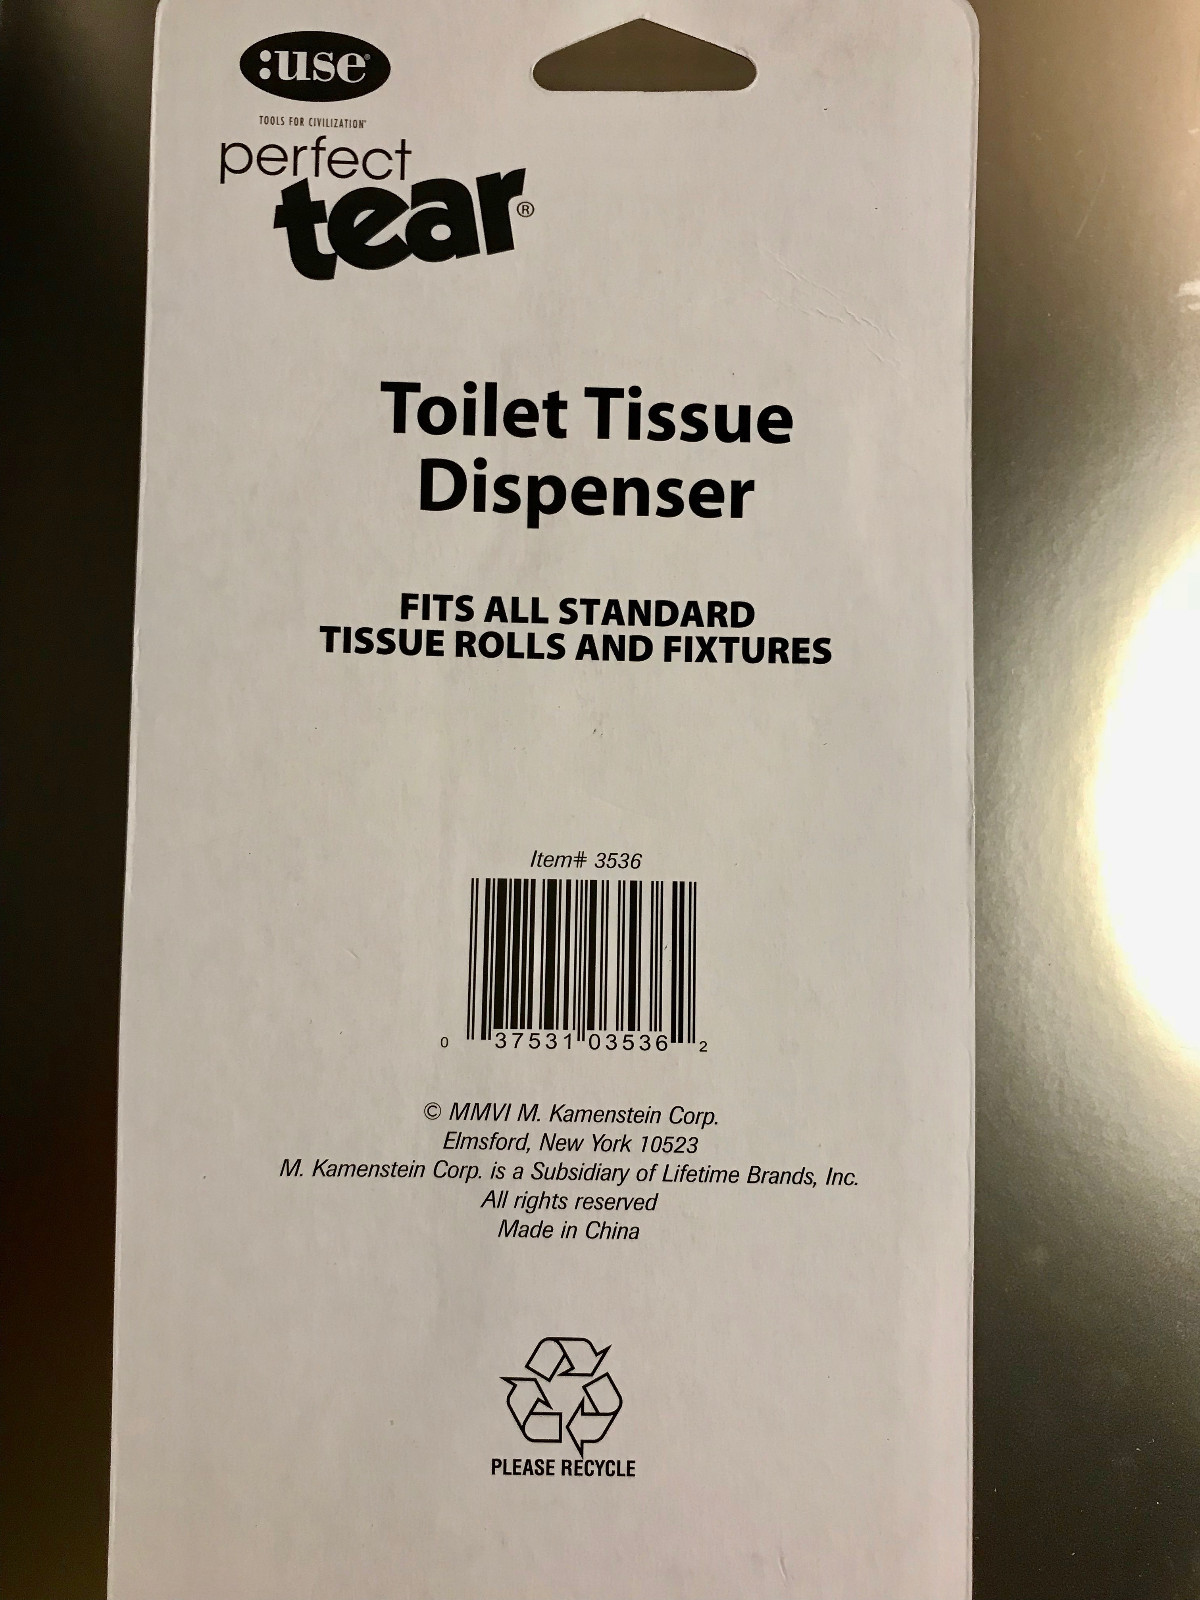 :use®
TOOLS FOR CIVILIZATION
perfect
tear®
Toilet Tissue
Dispenser
FITS ALL STANDARD
TISSUE ROLLS AND FIXTURES
Item# 3536
0 37531 03536 2
© MMVI M. Kamenstein Corp.
Elmsford, New York 10523
M. Kamenstein Corp. is a Subsidiary of Lifetime Brands, Inc.
All rights reserved
Made in China
PLEASE RECYCLE